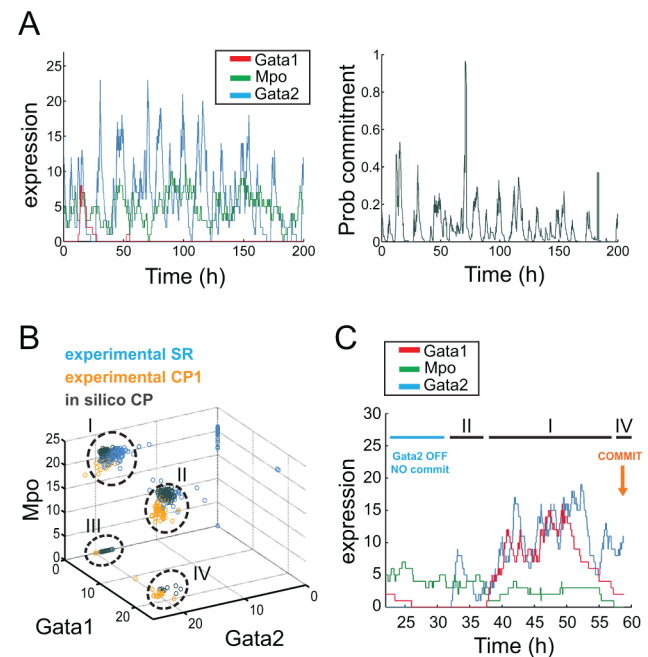 A
Gata1
Mpo
Gata2
expression
25
20
15
10
5
0
0
50
100
150
200
Time (h)
Prob commitment
1
0.8
0.6
0.4
0.2
0
0
50
100
150
200
Time (h)
B
experimental SR
experimental CP1
in silico CP
I
II
III
IV
Mpo
25
20
15
10
5
0
0
10
20
Gata1
20
10
0
Gata2
C
Gata1
Mpo
Gata2
expression
30
25
20
15
10
5
0
II
I
IV
Gata2 OFF
NO commit
COMMIT
25
30
35
40
45
50
55
60
Time (h)